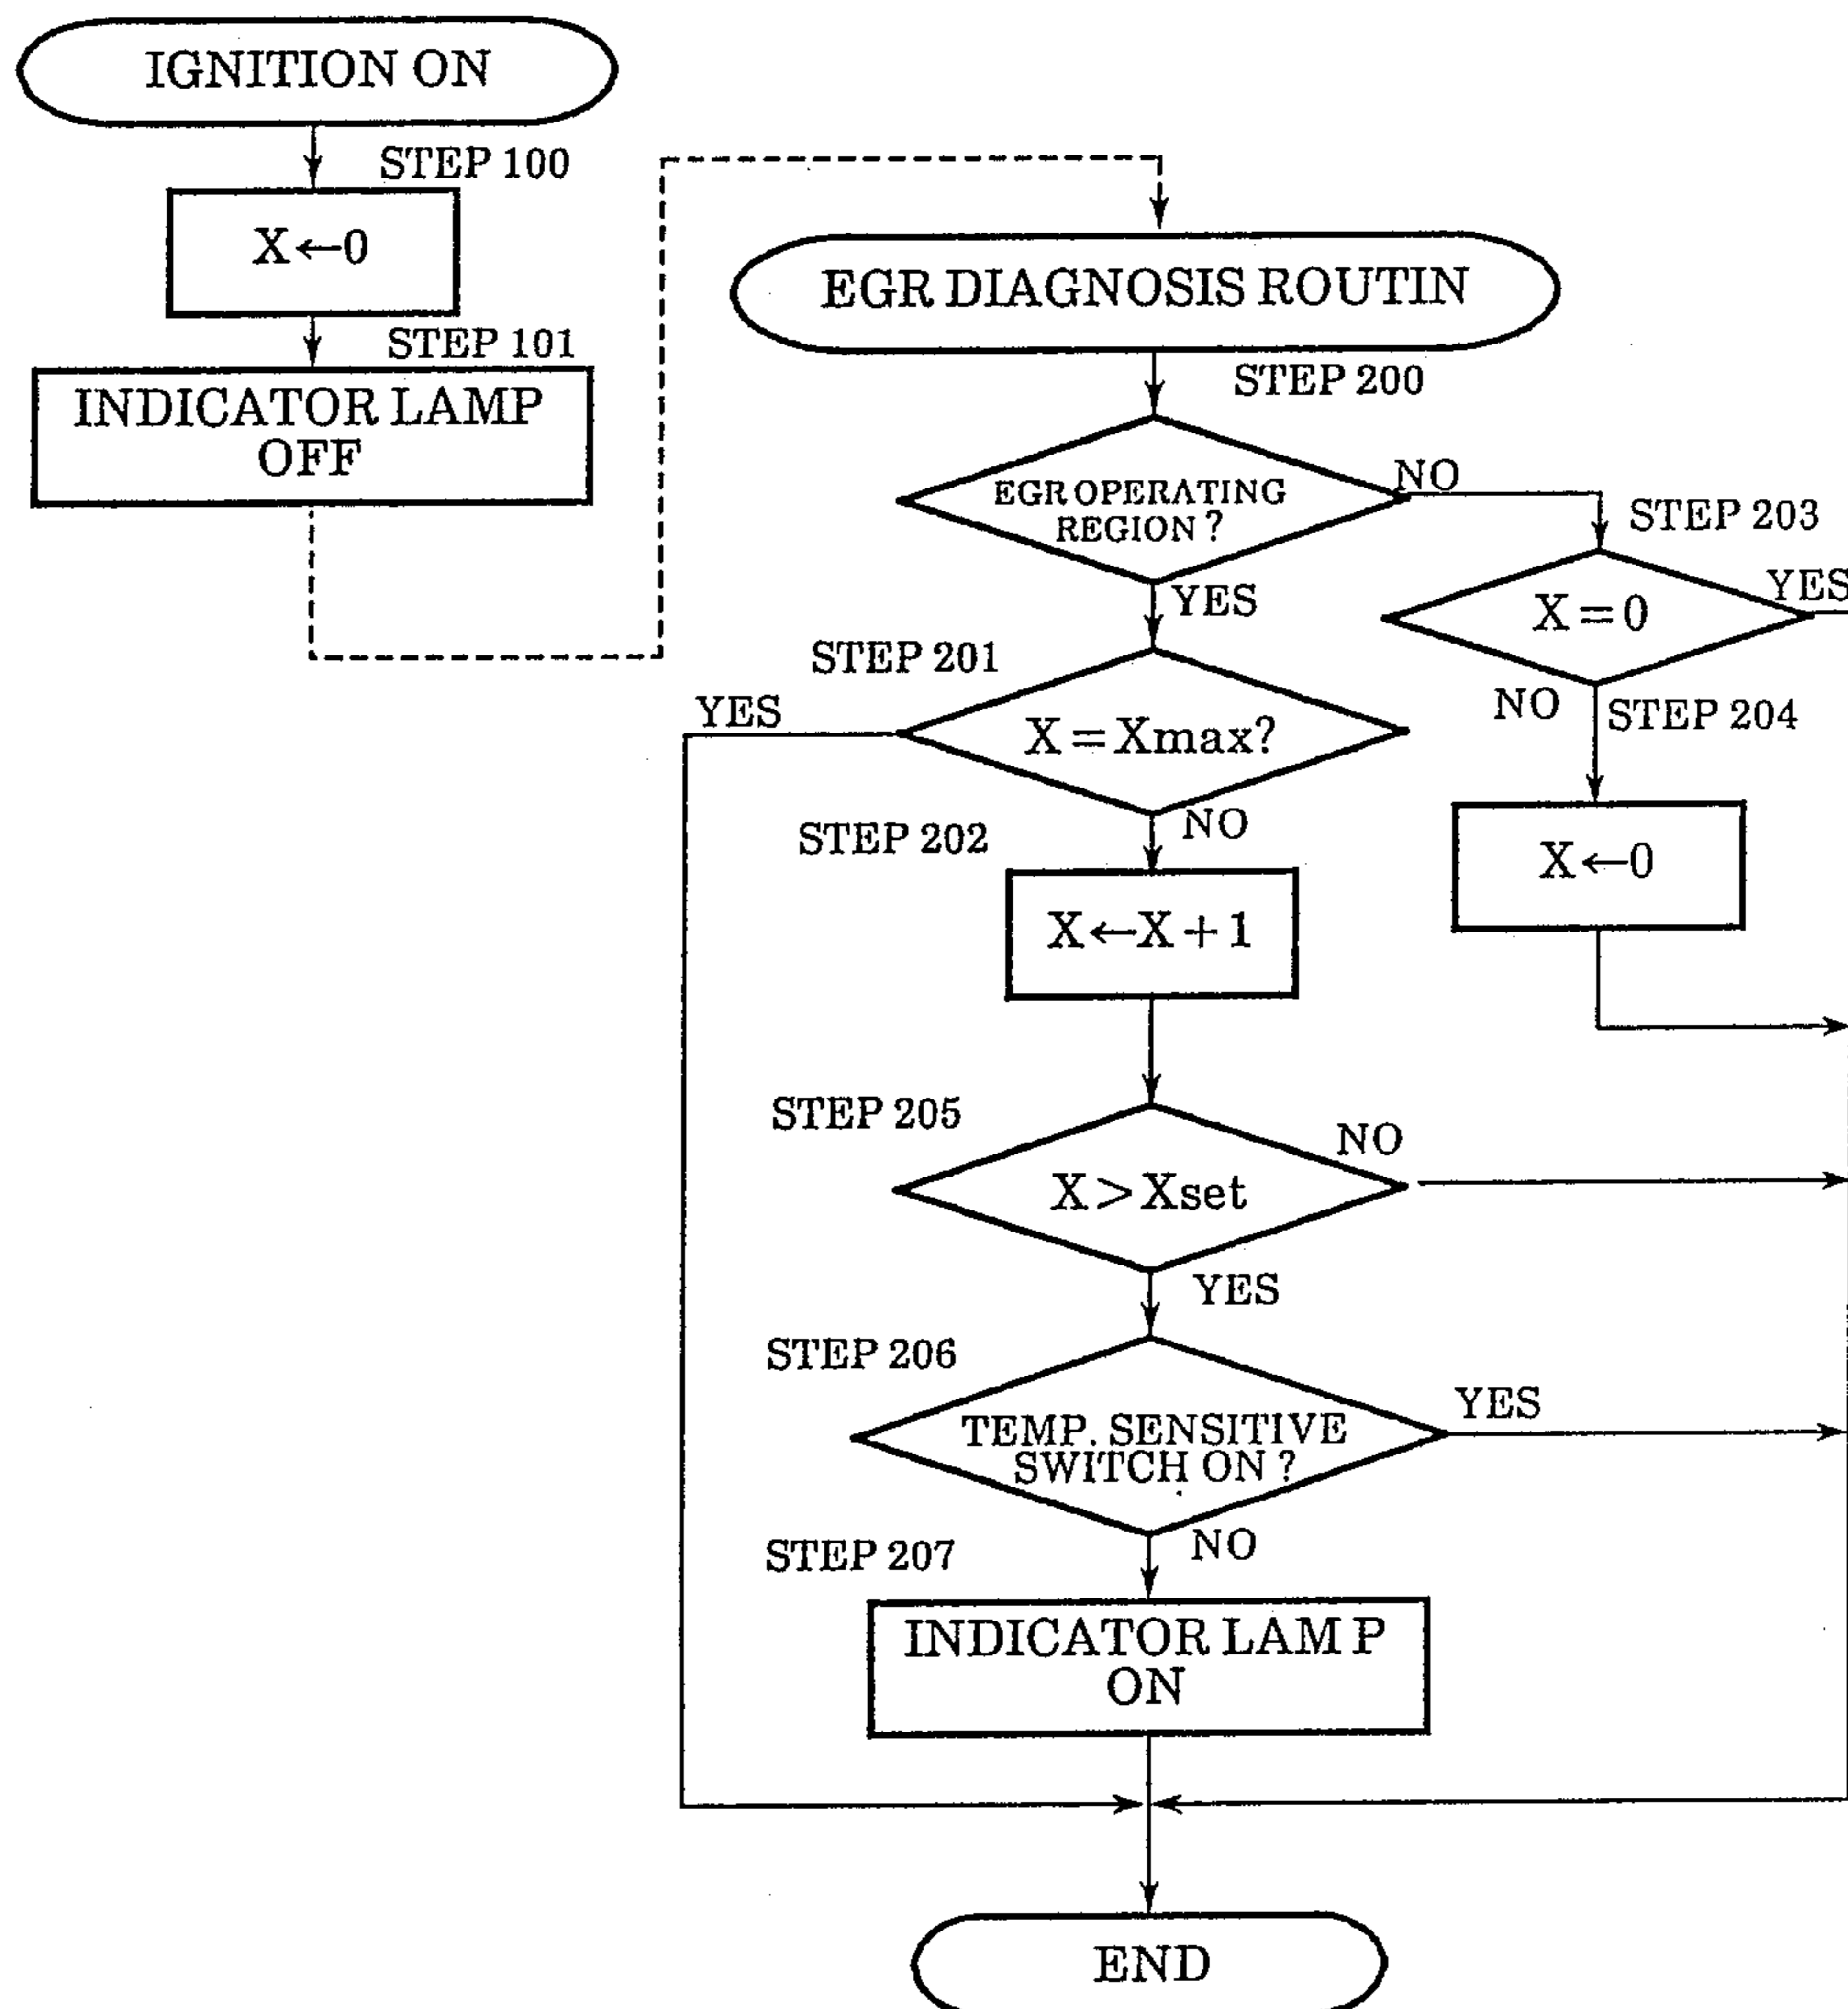 IGNITION ON
STEP 100
X←0
STEP 101
INDICATOR LAMP
OFF
EGR DIAGNOSIS ROUTIN
STEP 200
EGR OPERATING
REGION ?
NO
YES
STEP 203
X=0
YES
NO
STEP 204
X←0
STEP 201
X=Xmax?
YES
NO
STEP 202
X←X+1
STEP 205
X>Xset
NO
YES
STEP 206
TEMP. SENSITIVE
SWITCH ON ?
YES
NO
STEP 207
INDICATOR LAM P
ON
END